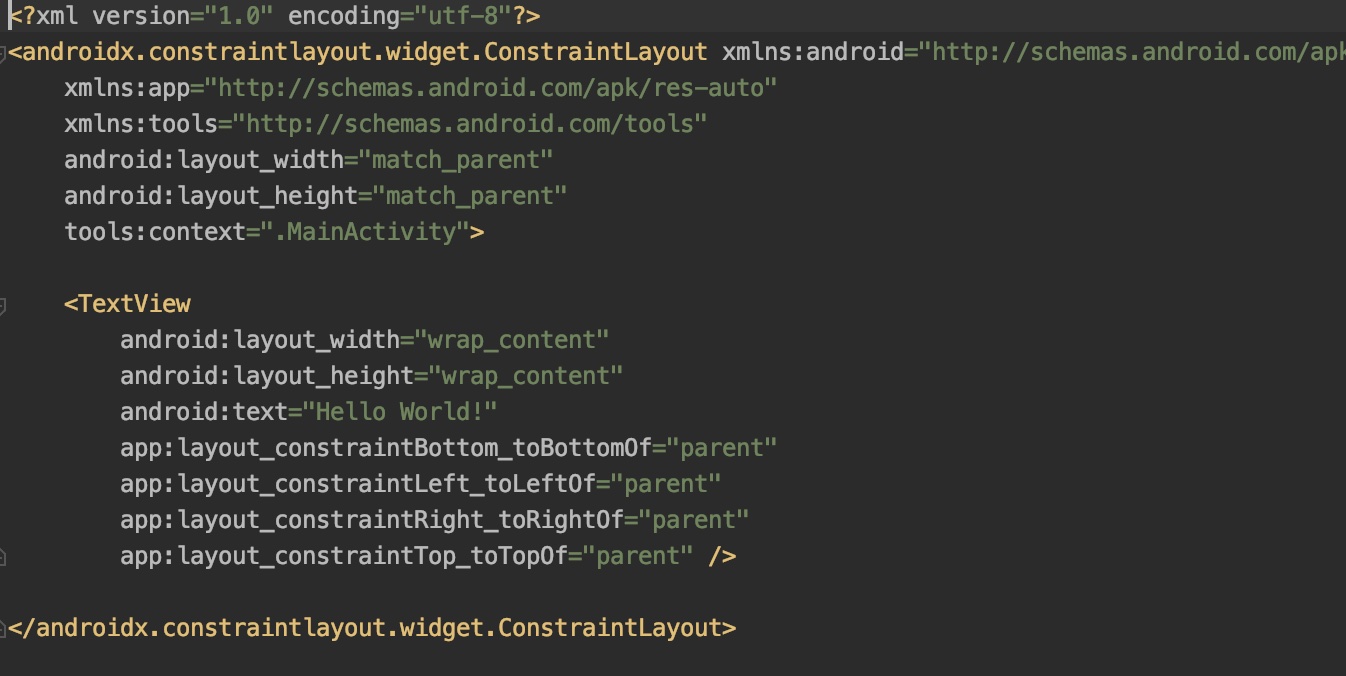 <?xml version="1.0" encoding="utf-8"?>
<androidx.constraintlayout.widget.ConstraintLayout xmlns:android="http://schemas.android.com/apk
    xmlns:app="http://schemas.android.com/apk/res-auto"
    xmlns:tools="http://schemas.android.com/tools"
    android:layout_width="match_parent"
    android:layout_height="match_parent"
    tools:context=".MainActivity">

    <TextView
        android:layout_width="wrap_content"
        android:layout_height="wrap_content"
        android:text="Hello World!"
        app:layout_constraintBottom_toBottomOf="parent"
        app:layout_constraintLeft_toLeftOf="parent"
        app:layout_constraintRight_toRightOf="parent"
        app:layout_constraintTop_toTopOf="parent" />

</androidx.constraintlayout.widget.ConstraintLayout>